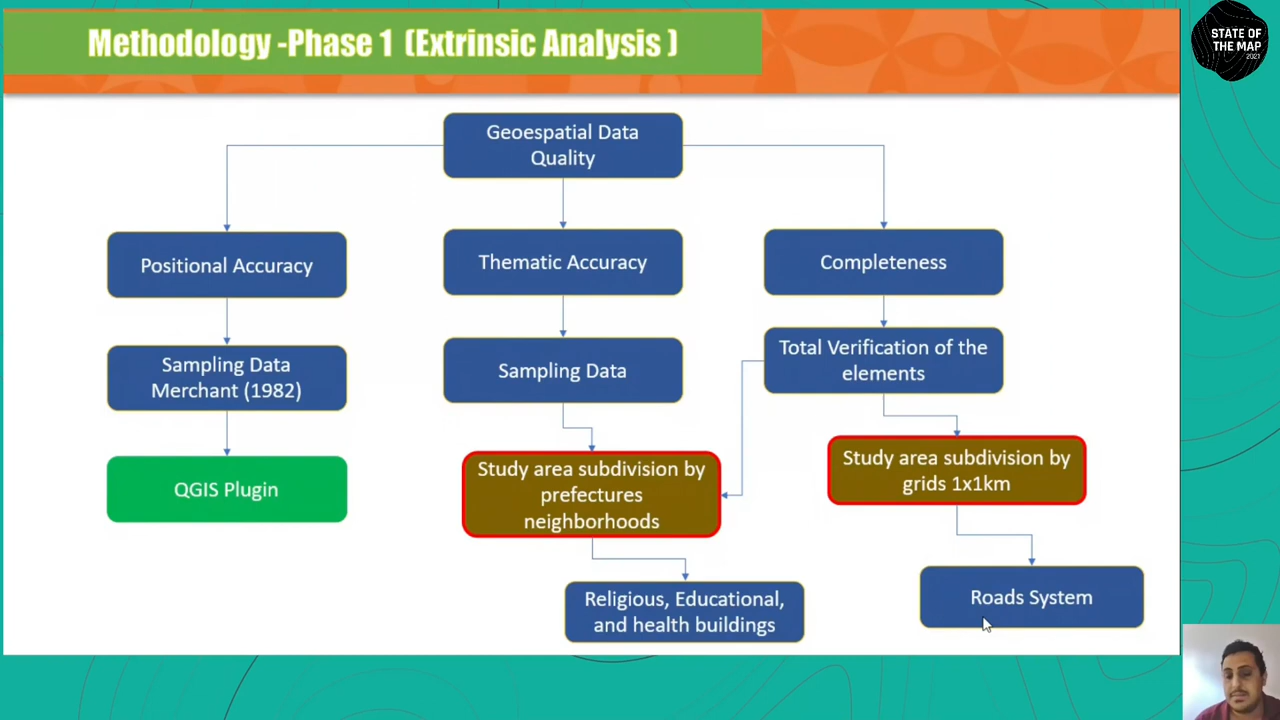 Methodology -Phase 1 (Extrinsic Analysis )
STATE OF
THE MAP
2021
Geoespatial Data
Quality
Positional Accuracy
Thematic Accuracy
Completeness
Sampling Data
Merchant (1982)
Sampling Data
Total Verification of the
elements
QGIS Plugin
Study area subdivision by
prefectures
neighborhoods
Study area subdivision by
grids 1x1km
Religious, Educational,
and health buildings
Roads System